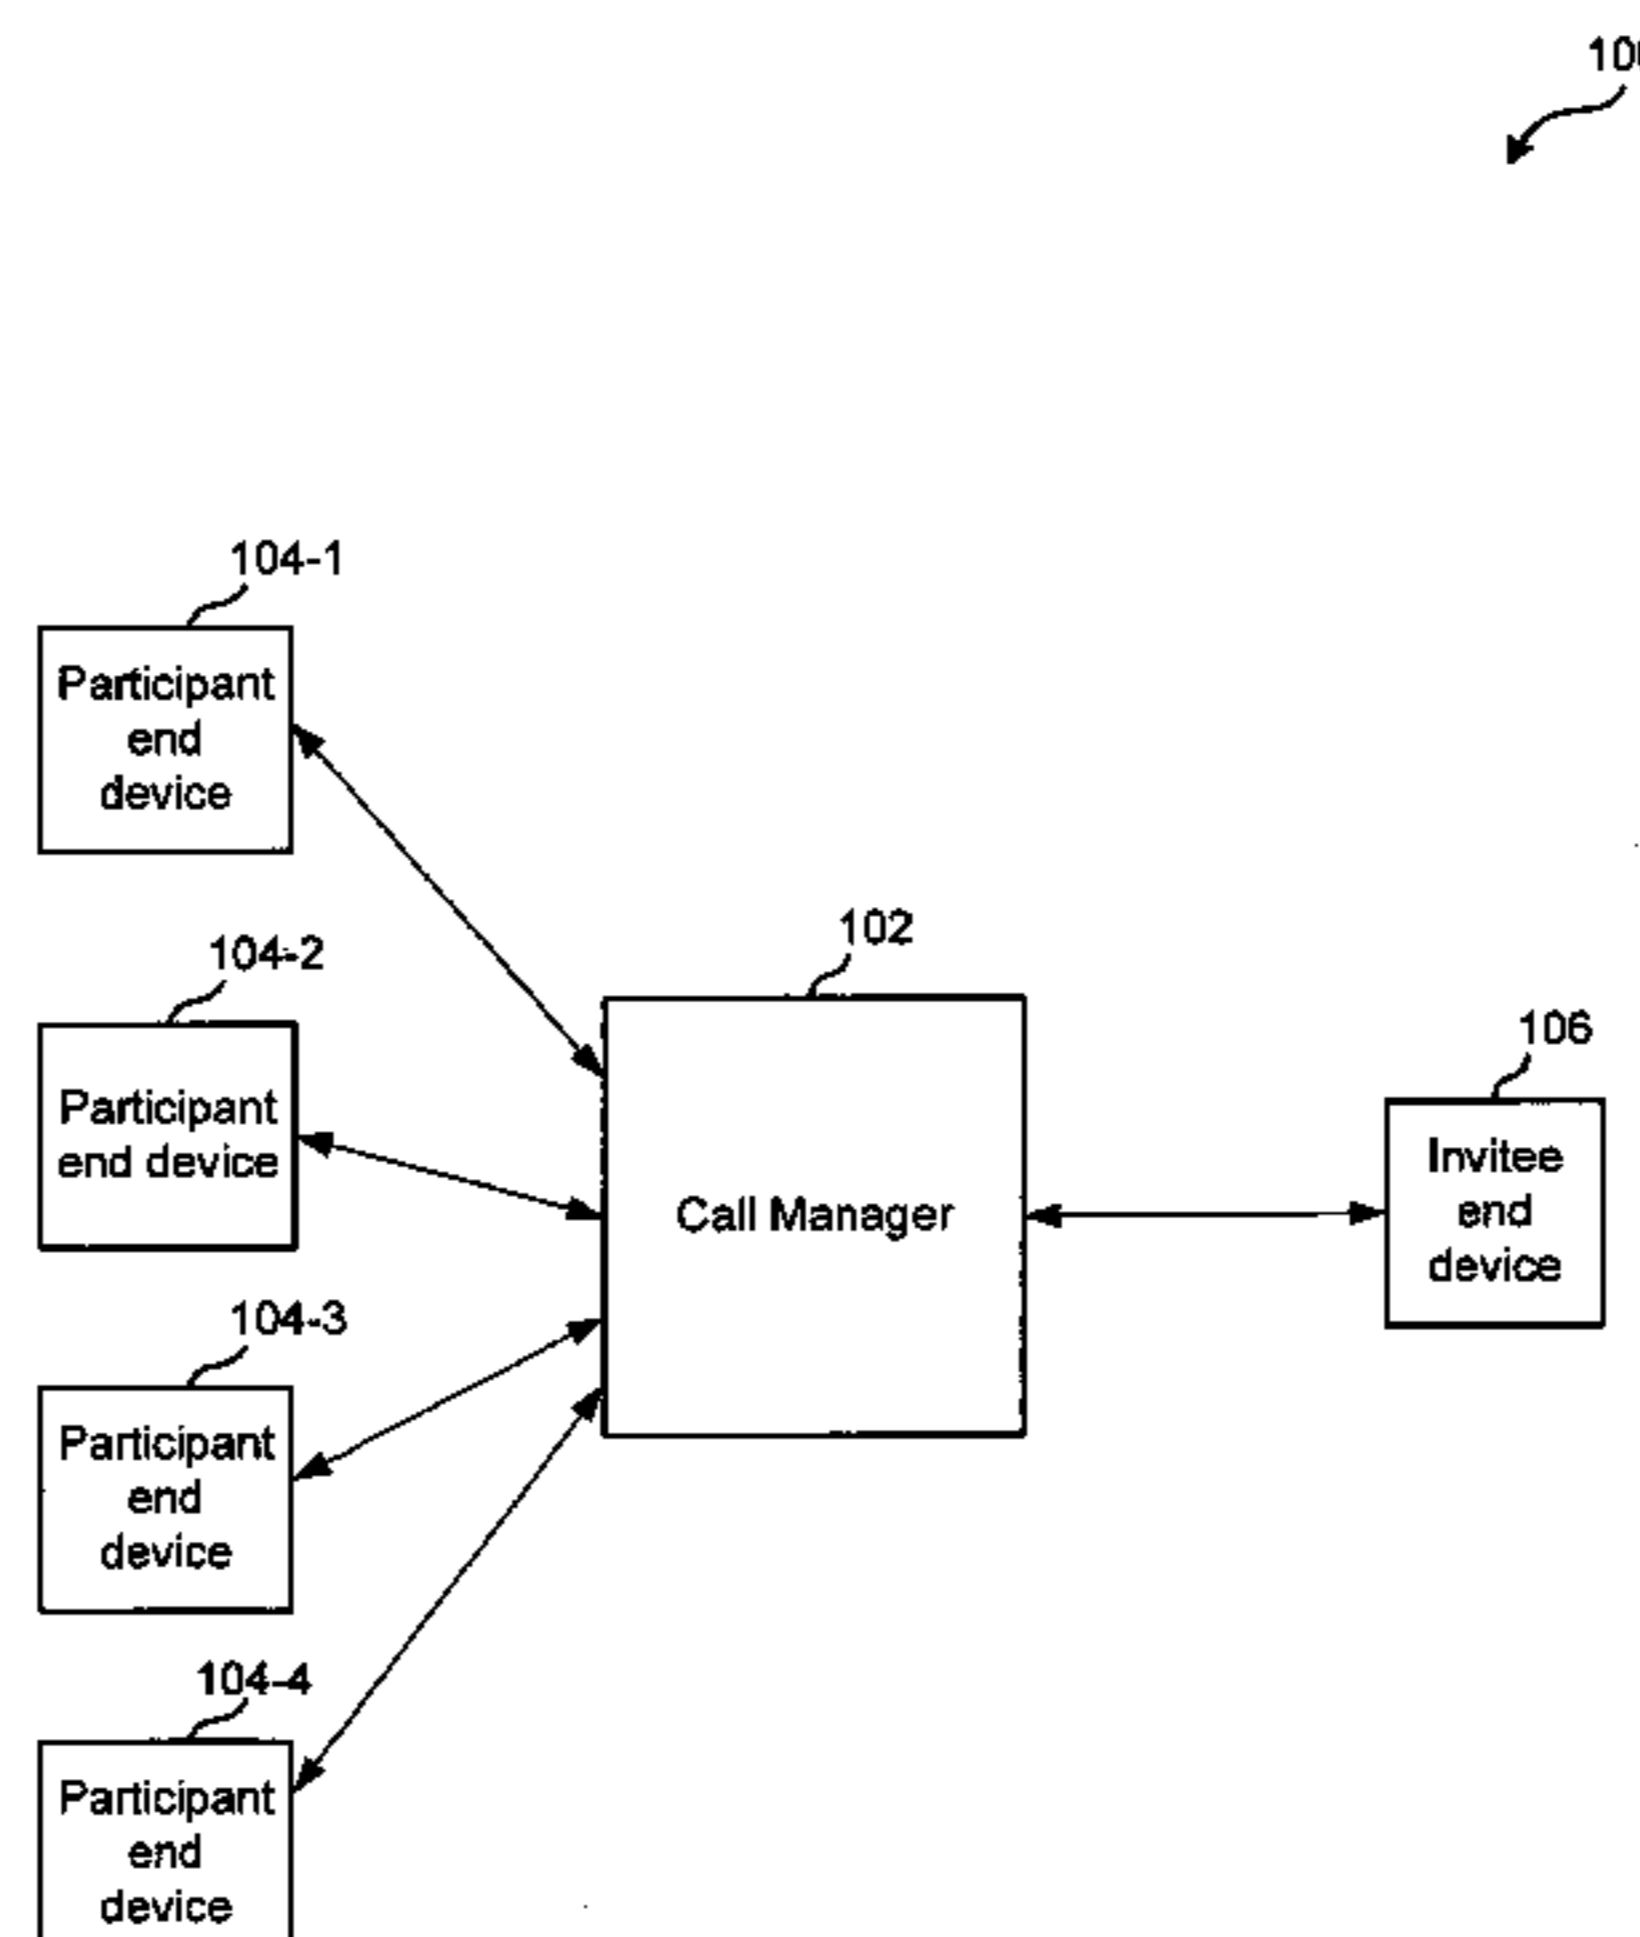 104-1
Participant
end
device
104-2
Participant
end device
104-3
Participant
end
device
104-4
Participant
end
device
102
Call Manager
106
Invitee
end
device